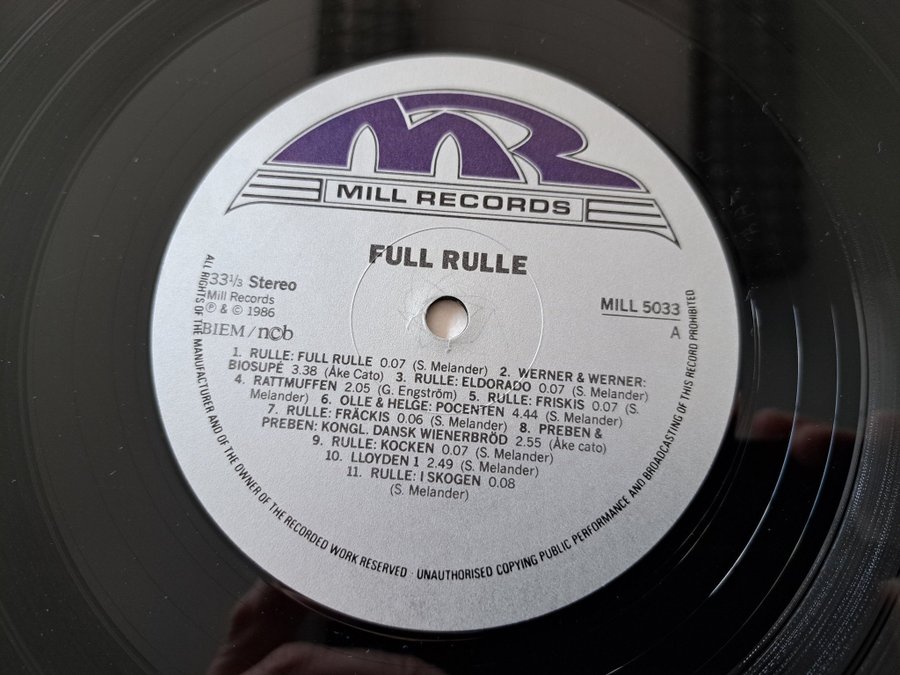 MR
MILL RECORDS
FULL RULLE
33⅓ Stereo
Mill Records
℗ & © 1986
BIEM/ncb
MILL 5033
A
1. RULLE: FULL RULLE 0.07 (S. Melander) 2. WERNER & WERNER:
BIOSUPÉ 3.38 (Åke Cato) 3. RULLE: ELDORADO 0.07 (S. Melander)
4. RATTMUFFEN 2.05 (G. Engström) 5. RULLE: FRISKIS 0.07 (S.
Melander) 6. OLLE & HELGE: POCENTEN 4.44 (S. Melander)
7. RULLE: FRÄCKIS 0.06 (S. Melander) 8. PREBEN &
PREBEN: KONGL. DANSK WIENERBRÖD 2.55 (Åke cato)
9. RULLE: KOCKEN 0.07 (S. Melander)
10. LLOYDEN 1 2.49 (S. Melander)
11. RULLE: I SKOGEN 0.08
(S. Melander)
ALL RIGHTS OF THE MANUFACTURER AND OF THE OWNER OF THE RECORDED WORK RESERVED · UNAUTHORISED COPYING PUBLIC PERFORMANCE AND BROADCASTING OF THIS RECORD PROHIBITED